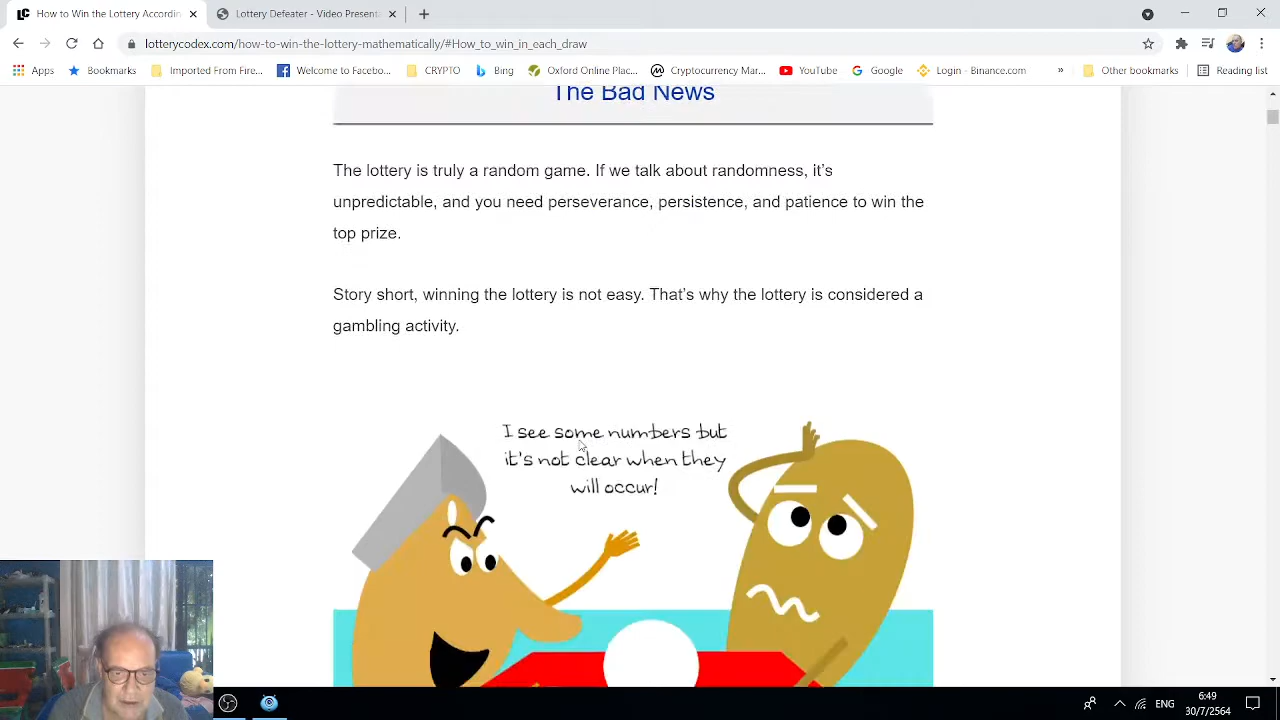 How to Win the Lottery Accordin
Lottery Defeater - Video Presenta
lotterycodex.com/how-to-win-the-lottery-mathematically/#How_to_win_in_each_draw
Apps
Bookmarks
Imported From Fire...
Welcome to Facebo...
CRYPTO
Bing
Oxford Online Plac...
Cryptocurrency Mar...
YouTube
Google
Login - Binance.com
»
Other bookmarks
Reading list
The Bad News
The lottery is truly a random game. If we talk about randomness, it's
unpredictable, and you need perseverance, persistence, and patience to win the
top prize.
Story short, winning the lottery is not easy. That's why the lottery is considered a
gambling activity.
I see some numbers but
it's not clear when they
will occur!
ENG
6:49
30/7/2564